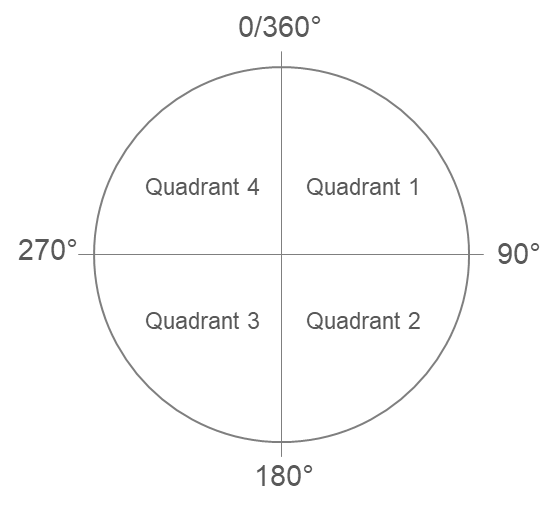 0/360°
Quadrant 4
Quadrant 1
270°
90°
Quadrant 3
Quadrant 2
180°